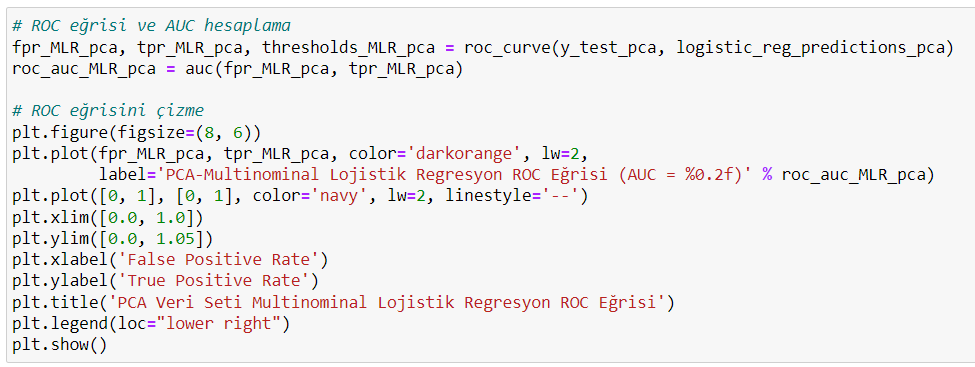 # ROC eğrisi ve AUC hesaplama
fpr_MLR_pca, tpr_MLR_pca, thresholds_MLR_pca = roc_curve(y_test_pca, logistic_reg_predictions_pca)
roc_auc_MLR_pca = auc(fpr_MLR_pca, tpr_MLR_pca)

# ROC eğrisini çizme
plt.figure(figsize=(8, 6))
plt.plot(fpr_MLR_pca, tpr_MLR_pca, color='darkorange', lw=2,
         label='PCA-Multinominal Lojistik Regresyon ROC Eğrisi (AUC = %0.2f)' % roc_auc_MLR_pca)
plt.plot([0, 1], [0, 1], color='navy', lw=2, linestyle='--')
plt.xlim([0.0, 1.0])
plt.ylim([0.0, 1.05])
plt.xlabel('False Positive Rate')
plt.ylabel('True Positive Rate')
plt.title('PCA Veri Seti Multinominal Lojistik Regresyon ROC Eğrisi')
plt.legend(loc="lower right")
plt.show()